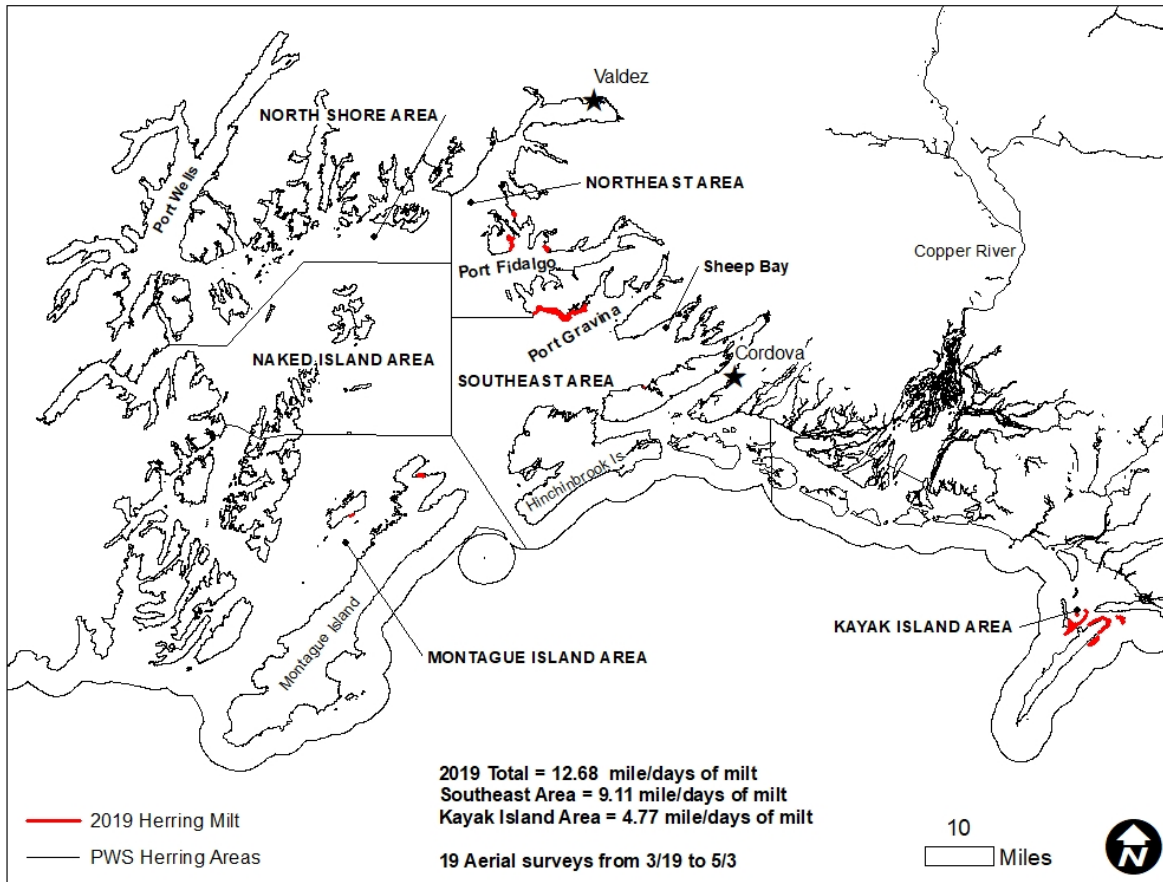 Valdez
NORTH SHORE AREA
Port Wells
NORTHEAST AREA
Copper River
Port Fidalgo
Sheep Bay
Port Gravina
NAKED ISLAND AREA
Cordova
SOUTHEAST AREA
Hinchinbrook Is
KAYAK ISLAND AREA
Montague Island
MONTAGUE ISLAND AREA
2019 Total = 12.68 mile/days of milt
Southeast Area = 9.11 mile/days of milt
Kayak Island Area = 4.77 mile/days of milt
19 Aerial surveys from 3/19 to 5/3
2019 Herring Milt
PWS Herring Areas
10
Miles
N